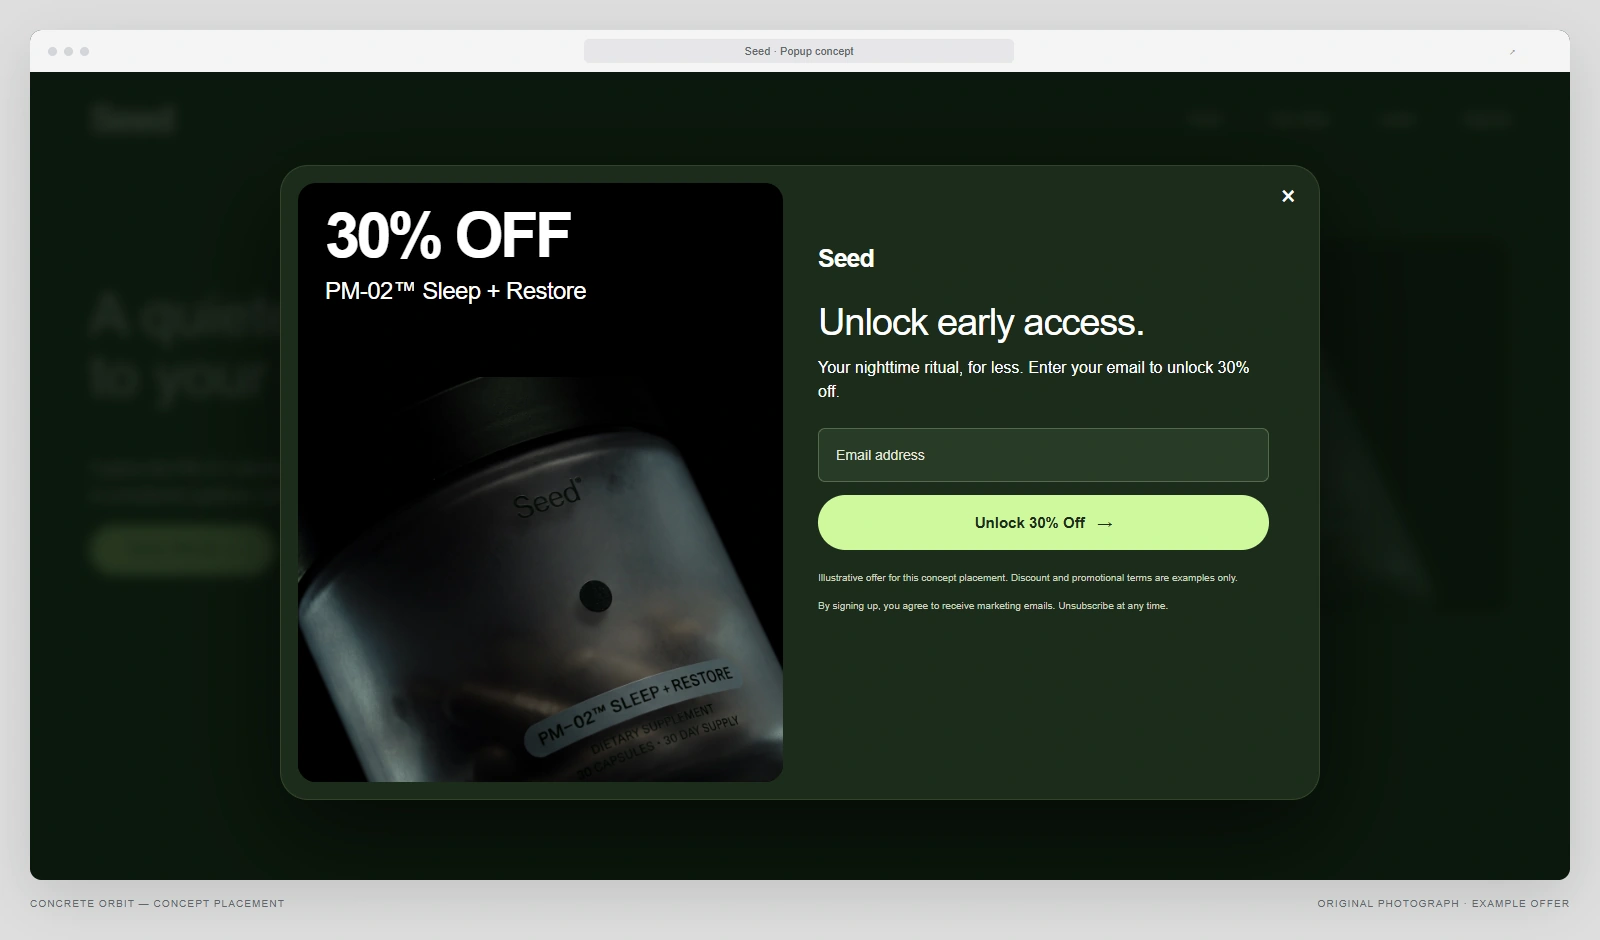 Seed · Popup concept
Seed
A quiet
to your
30% OFF
PM-02™ Sleep + Restore
Seed
PM-02™ SLEEP + RESTORE
DIETARY SUPPLEMENT
30 CAPSULES • 30 DAY SUPPLY
×
Seed
Unlock early access.
Your nighttime ritual, for less. Enter your email to unlock 30%
off.
Email address
Unlock 30% Off →
Illustrative offer for this concept placement. Discount and promotional terms are examples only.
By signing up, you agree to receive marketing emails. Unsubscribe at any time.
CONCRETE ORBIT — CONCEPT PLACEMENT
ORIGINAL PHOTOGRAPH · EXAMPLE OFFER